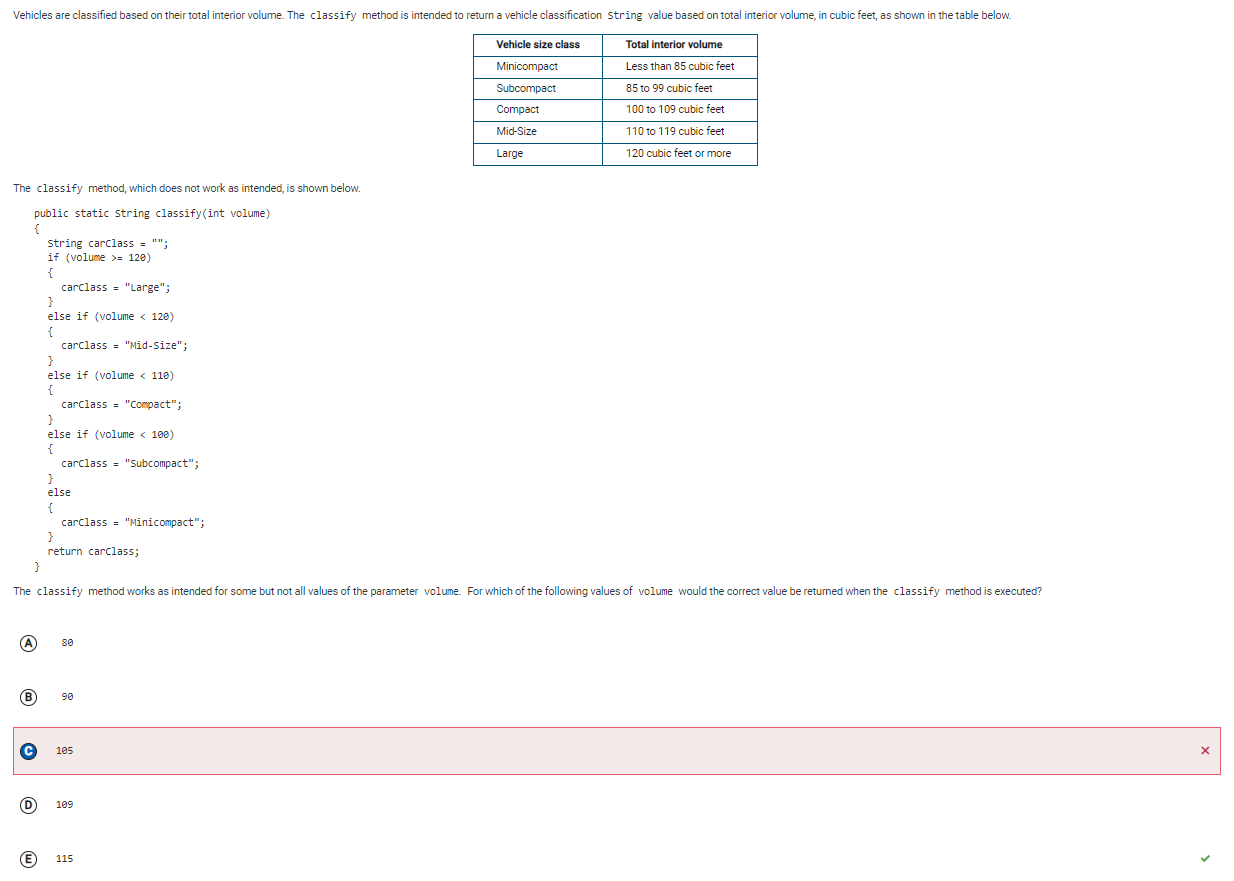 Vehicles are classified based on their total interior volume. The classify method is intended to return a vehicle classification String value based on total interior volume, in cubic feet, as shown in the table below.
Vehicle size class Total interior volume
Minicompact Less than 85 cubic feet
Subcompact 85 to 99 cubic feet
Compact 100 to 109 cubic feet
Mid-Size 110 to 119 cubic feet
Large 120 cubic feet or more
The classify method, which does not work as intended, is shown below.
public static String classify(int volume)
{
String carClass = "";
if (volume >= 120)
{
carClass = "Large";
}
else if (volume < 120)
{
carClass = "Mid-Size";
}
else if (volume < 110)
{
carClass = "Compact";
}
else if (volume < 100)
{
carClass = "Subcompact";
}
else
{
carClass = "Minicompact";
}
return carClass;
}
The classify method works as intended for some but not all values of the parameter volume. For which of the following values of volume would the correct value be returned when the classify method is executed?
A 80
B 90
C 105
D 109
E 115